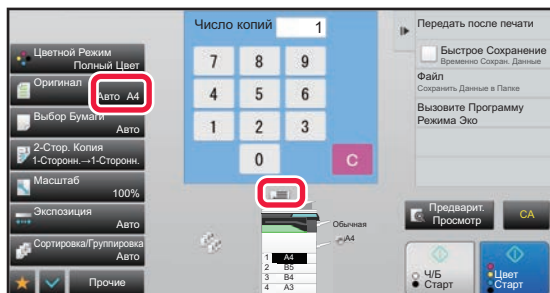 Число копий 1
Передать после печати
Быстрое Сохранение
Временно Сохран. Данные
Файл
Сохранить Данные в Папке
Вызовите Программу
Режима Эко
Цветной Режим
Полный Цвет
Оригинал
Авто A4
Выбор Бумаги
Авто
2-Стор. Копия
1-Сторонн.→1-Сторонн.
Масштаб
100%
Экспозиция
Авто
Сортировка/Группировка
Авто
Прочие
7 8 9
4 5 6
1 2 3
0 C
Обычная
A4
1 A4
2 B5
3 B4
4 A3
Предварит.
Просмотр
CA
Ч/Б
Старт
Цвет
Старт